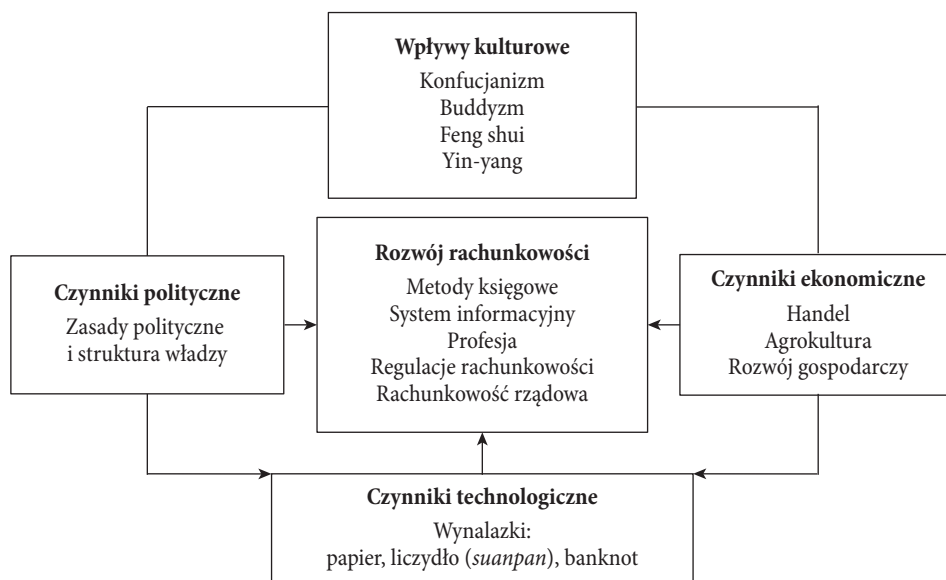 Wpływy kulturowe
Konfucjanizm
Buddyzm
Feng shui
Yin-yang
Czynniki polityczne
Zasady polityczne
i struktura władzy
Rozwój rachunkowości
Metody księgowe
System informacyjny
Profesja
Regulacje rachunkowości
Rachunkowość rządowa
Czynniki ekonomiczne
Handel
Agrokultura
Rozwój gospodarczy
Czynniki technologiczne
Wynalazki:
papier, liczydło (suanpan), banknot